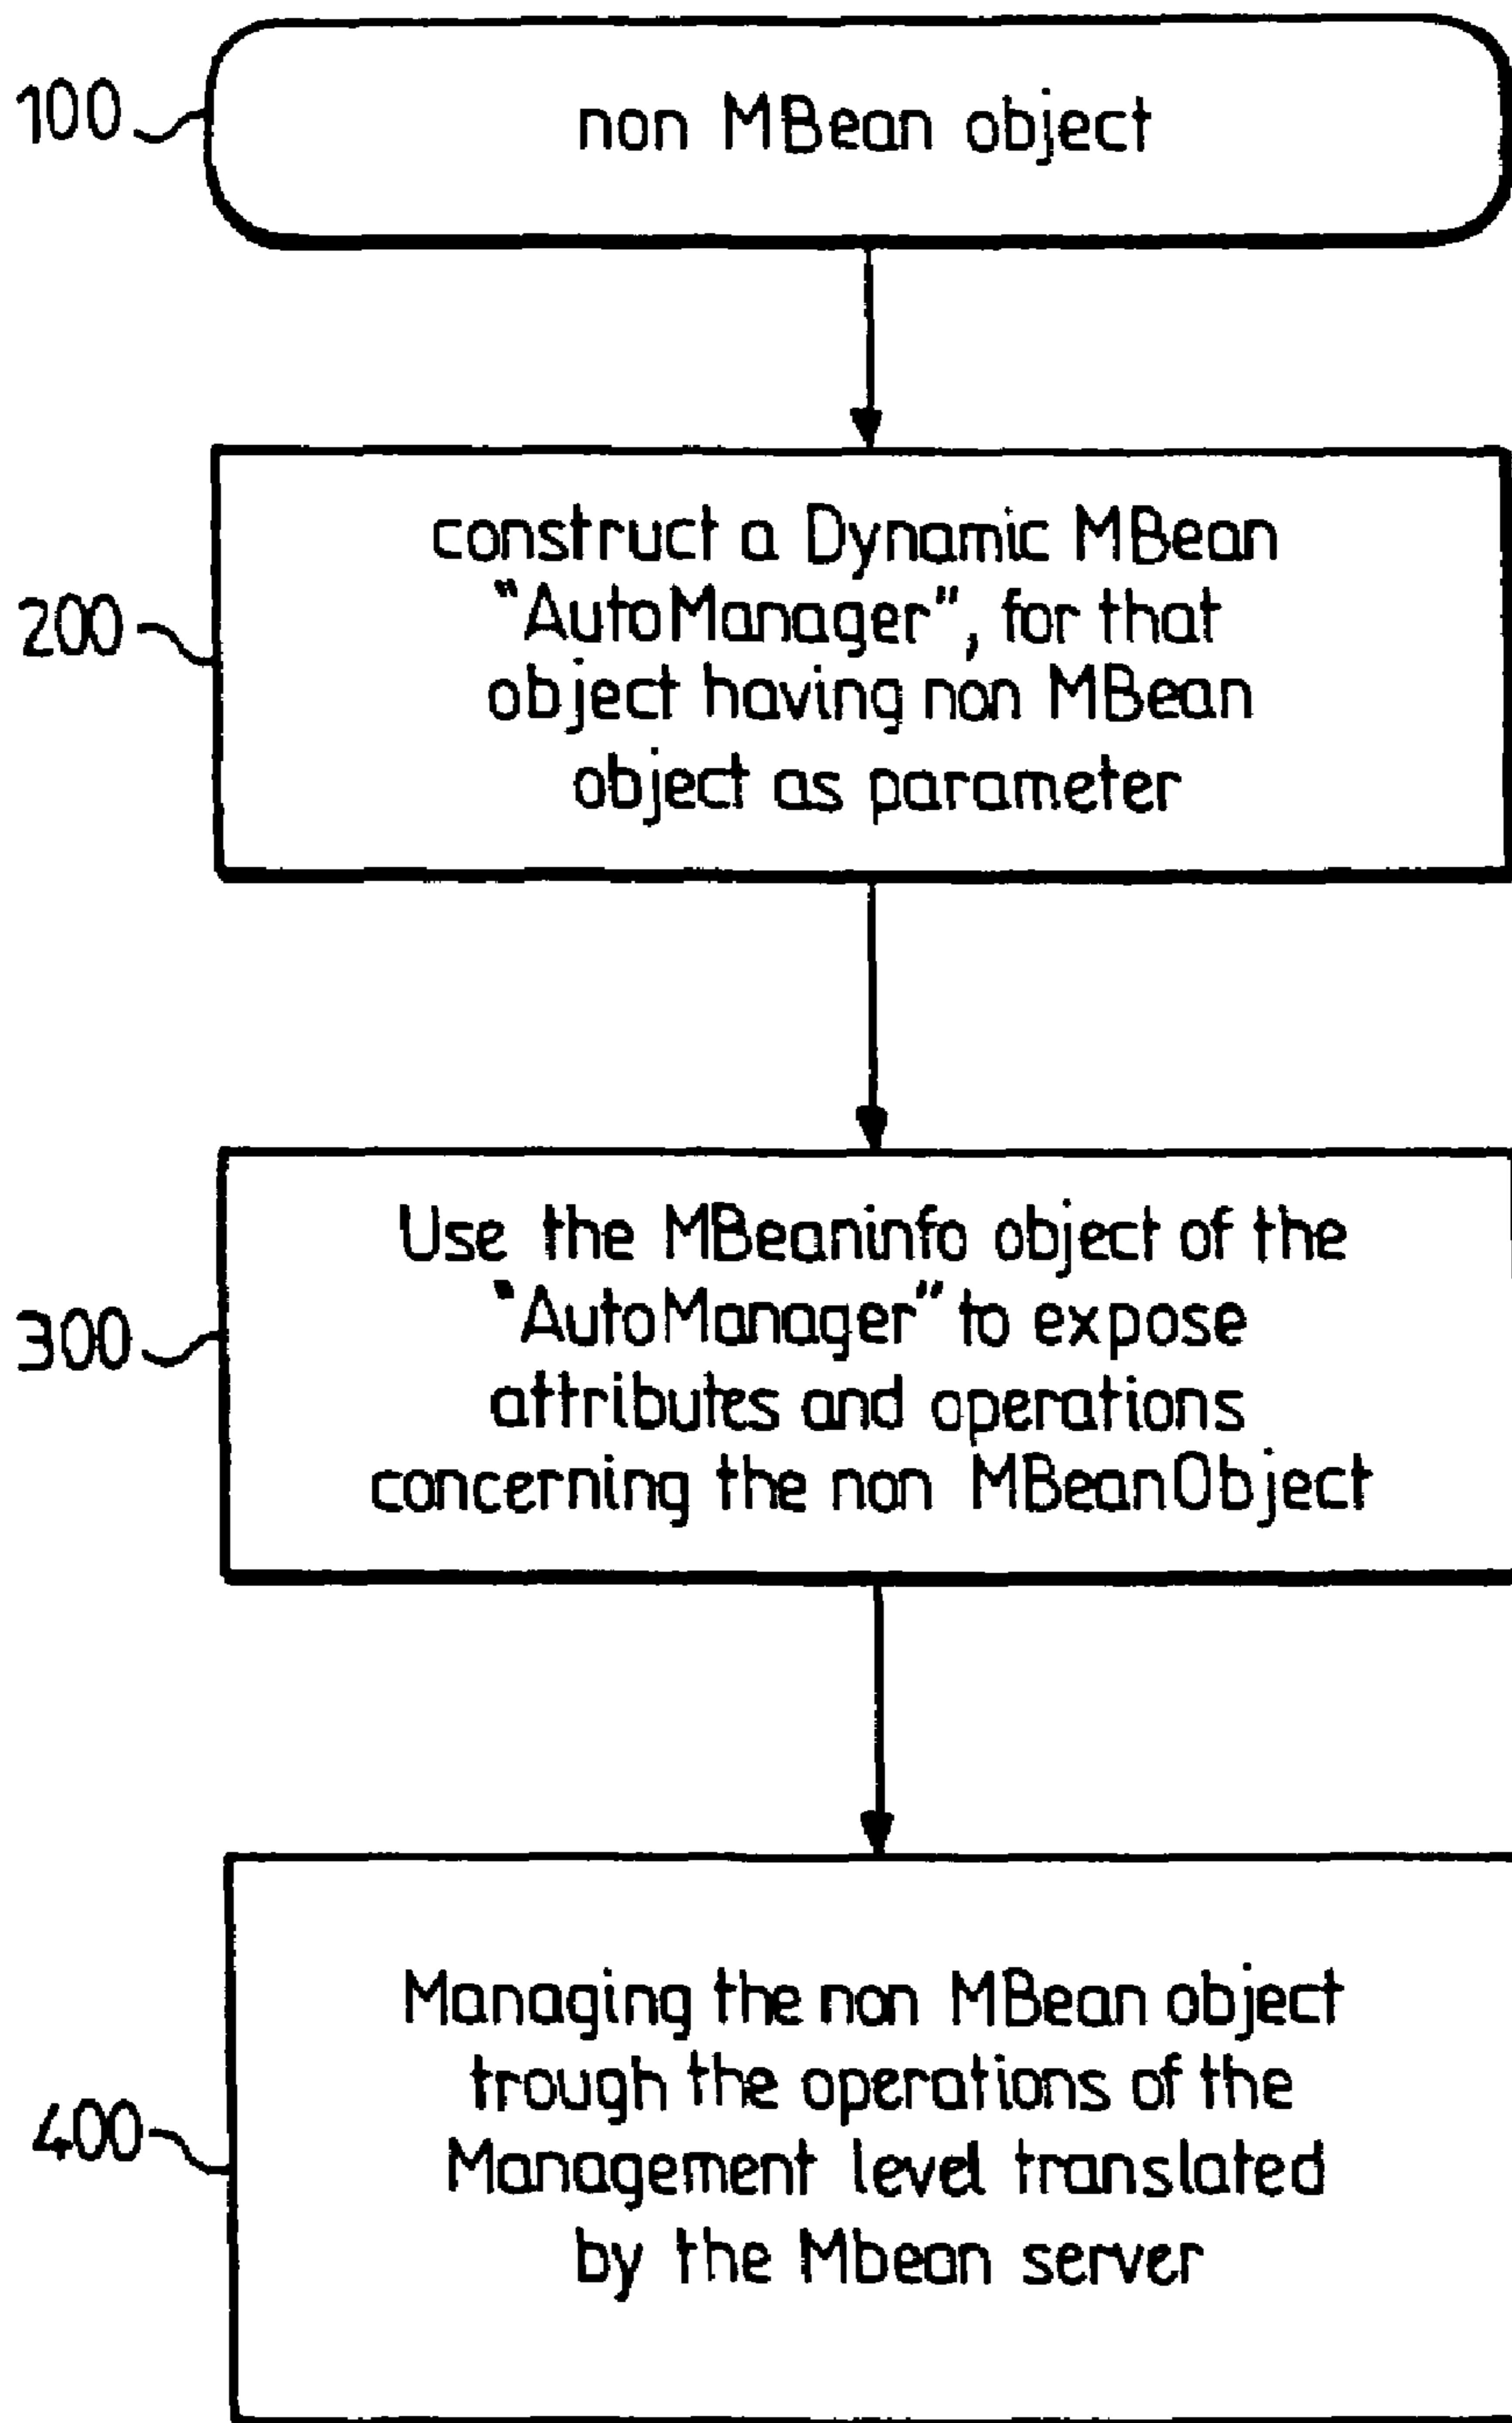 100
non MBean object
200
construct a Dynamic MBean
"AutoManager", for that
object having non MBean
object as parameter
300
Use the MBeaninfo object of the
"AutoManager" to expose
attributes and operations
concerning the non MBeanObject
400
Managing the non MBean object
trough the operations of the
Management level translated
by the Mbean server